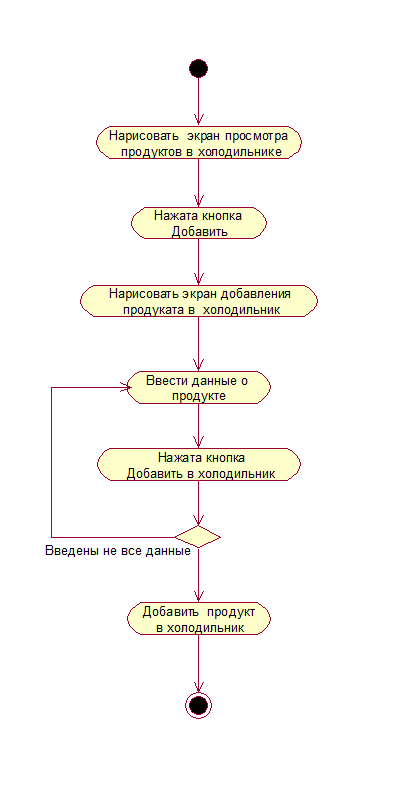 Нарисовать экран просмотра
продуктов в холодильнике
Нажата кнопка
Добавить
Нарисовать экран добавления
продуката в холодильник
Ввести данные о
продукте
Нажата кнопка
Добавить в холодильник
Введены не все данные
Добавить продукт
в холодильник